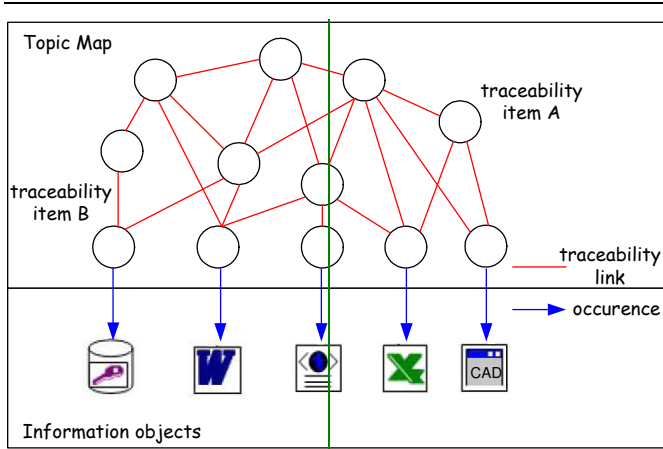 Topic Map
traceability
item A
traceability
item B
traceability
link
occurence
W
X
CAD
Information objects